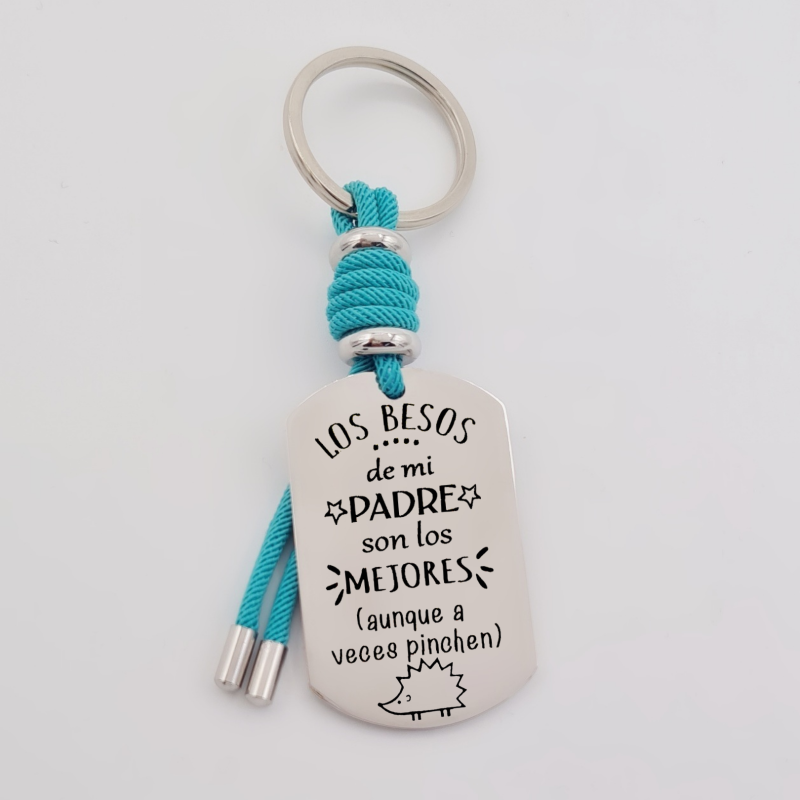 LOS BESOS
de mi
PADRE
son los
MEJORES
(aunque a
veces pinchen)